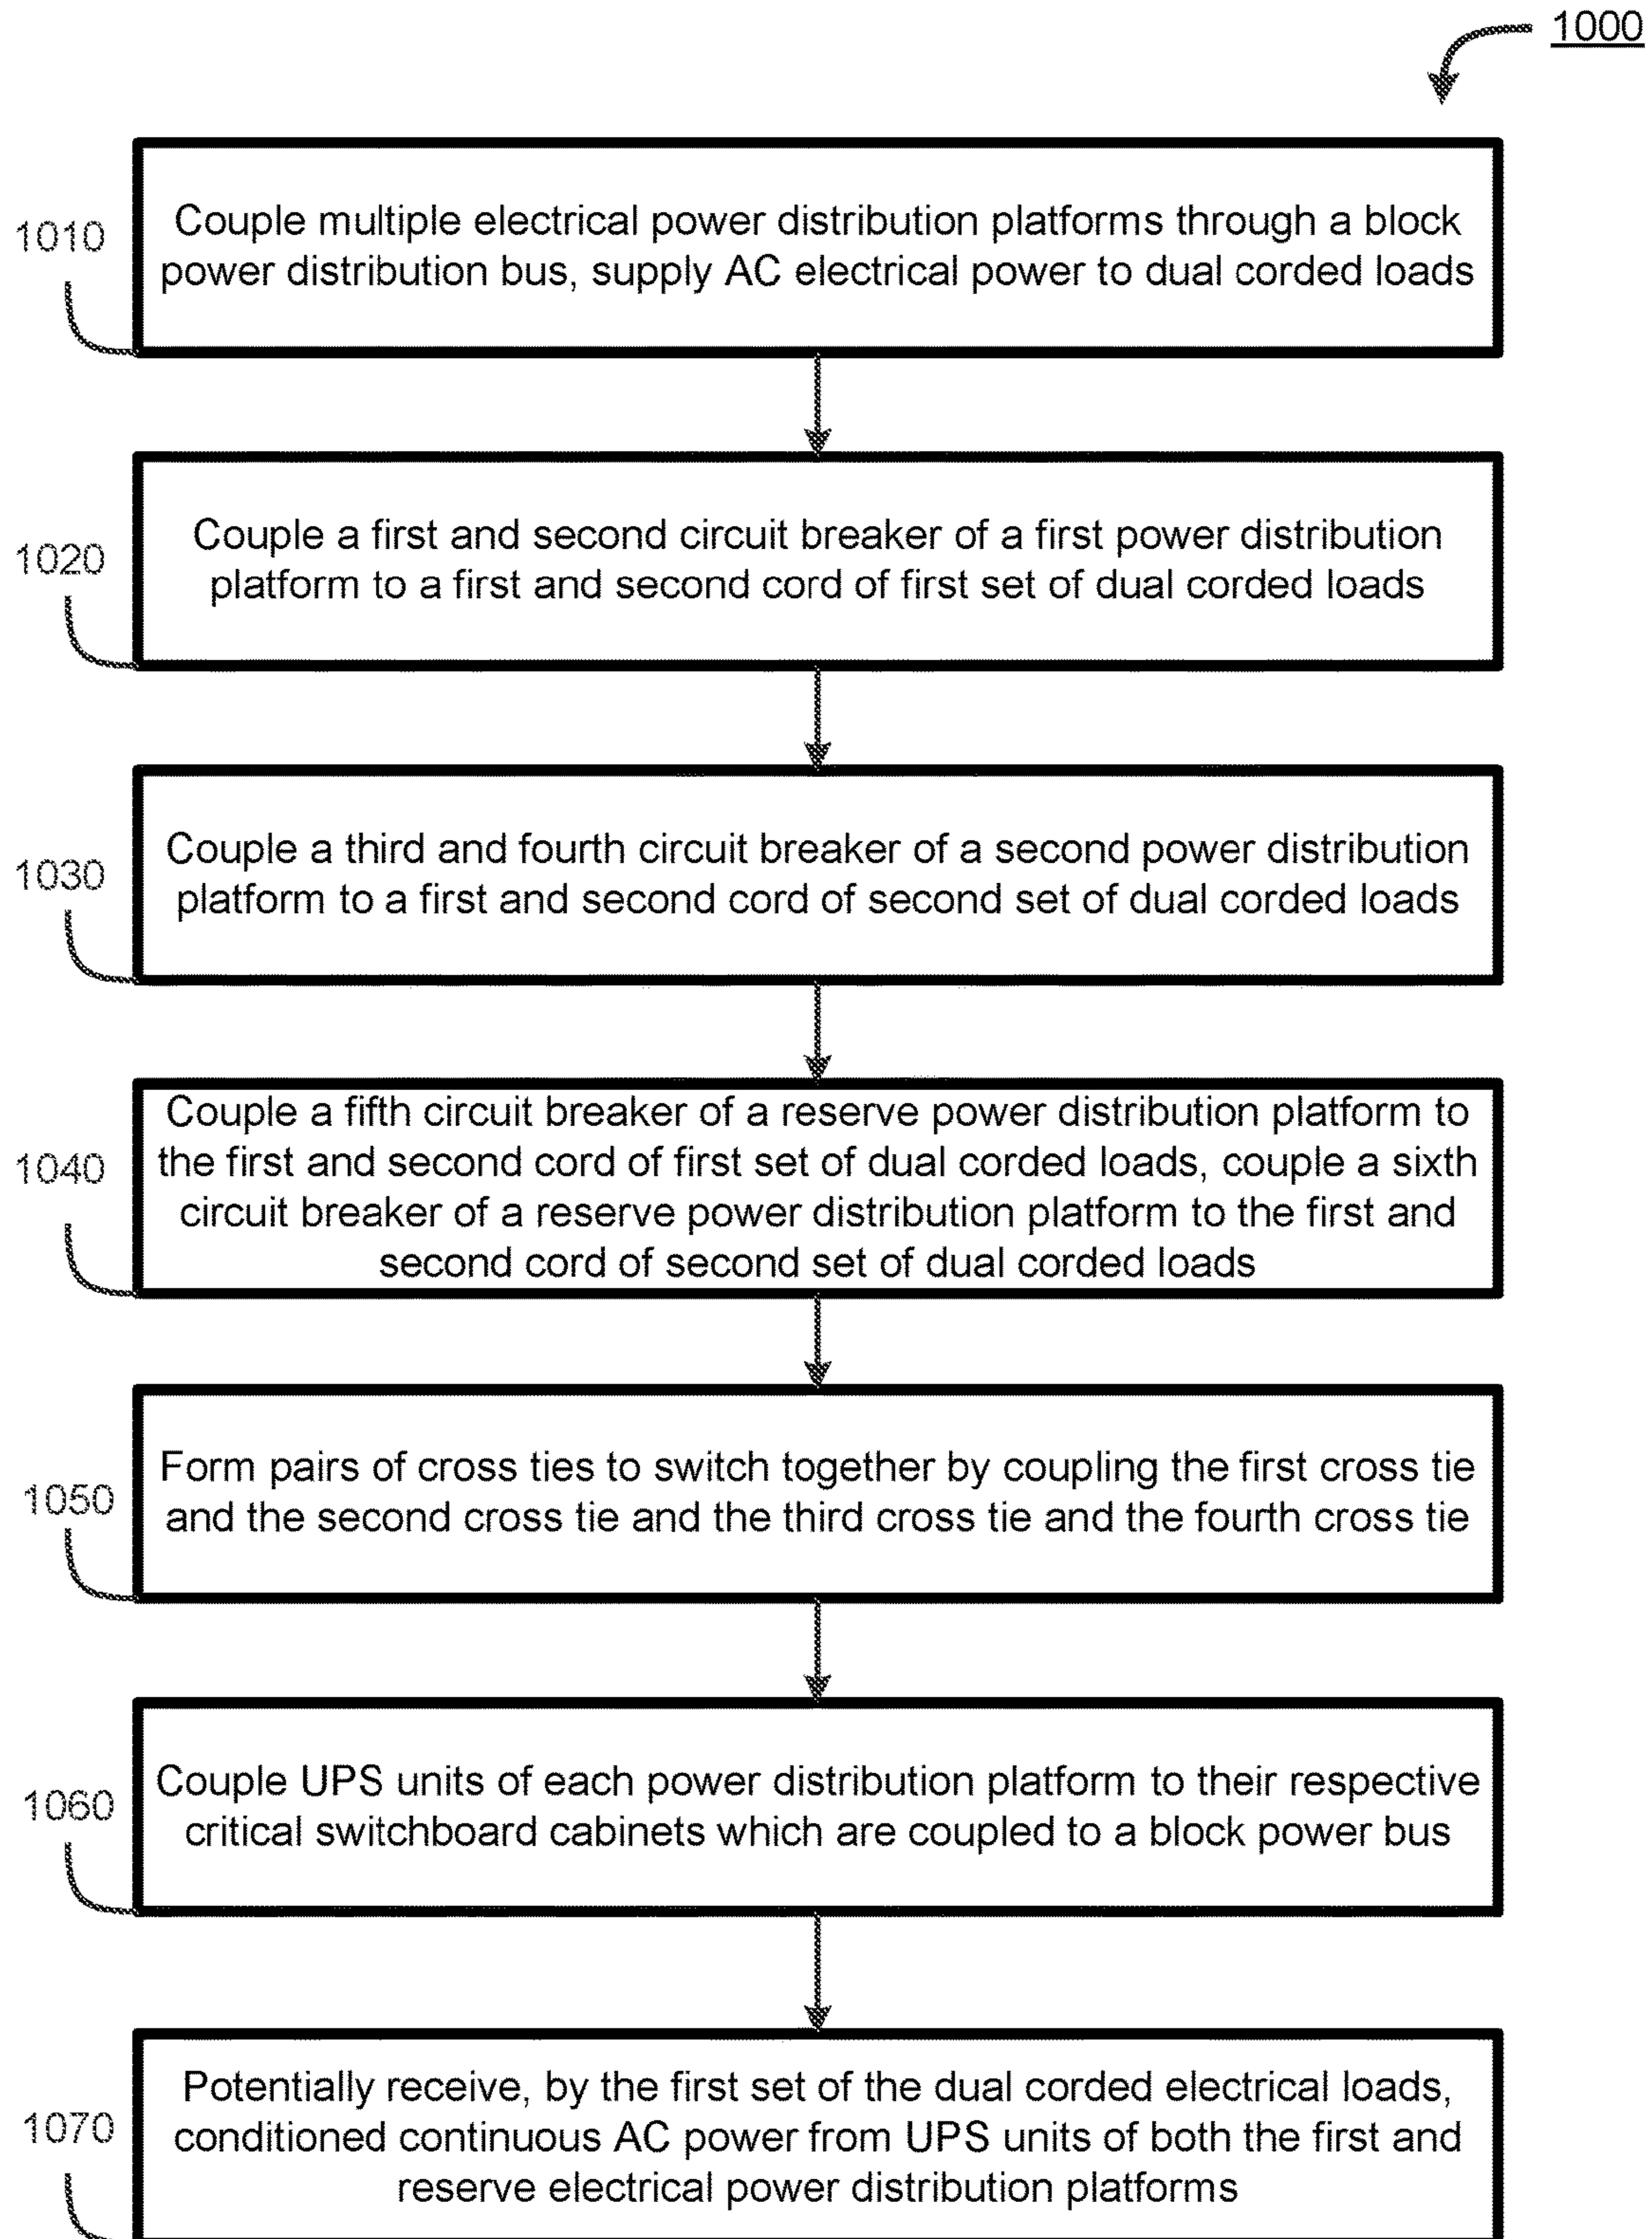 1000
1010
Couple multiple electrical power distribution platforms through a block
power distribution bus, supply AC electrical power to dual corded loads
1020
Couple a first and second circuit breaker of a first power distribution
platform to a first and second cord of first set of dual corded loads
1030
Couple a third and fourth circuit breaker of a second power distribution
platform to a first and second cord of second set of dual corded loads
1040
Couple a fifth circuit breaker of a reserve power distribution platform to
the first and second cord of first set of dual corded loads, couple a sixth
circuit breaker of a reserve power distribution platform to the first and
second cord of second set of dual corded loads
1050
Form pairs of cross ties to switch together by coupling the first cross tie
and the second cross tie and the third cross tie and the fourth cross tie
1060
Couple UPS units of each power distribution platform to their respective
critical switchboard cabinets which are coupled to a block power bus
1070
Potentially receive, by the first set of the dual corded electrical loads,
conditioned continuous AC power from UPS units of both the first and
reserve electrical power distribution platforms